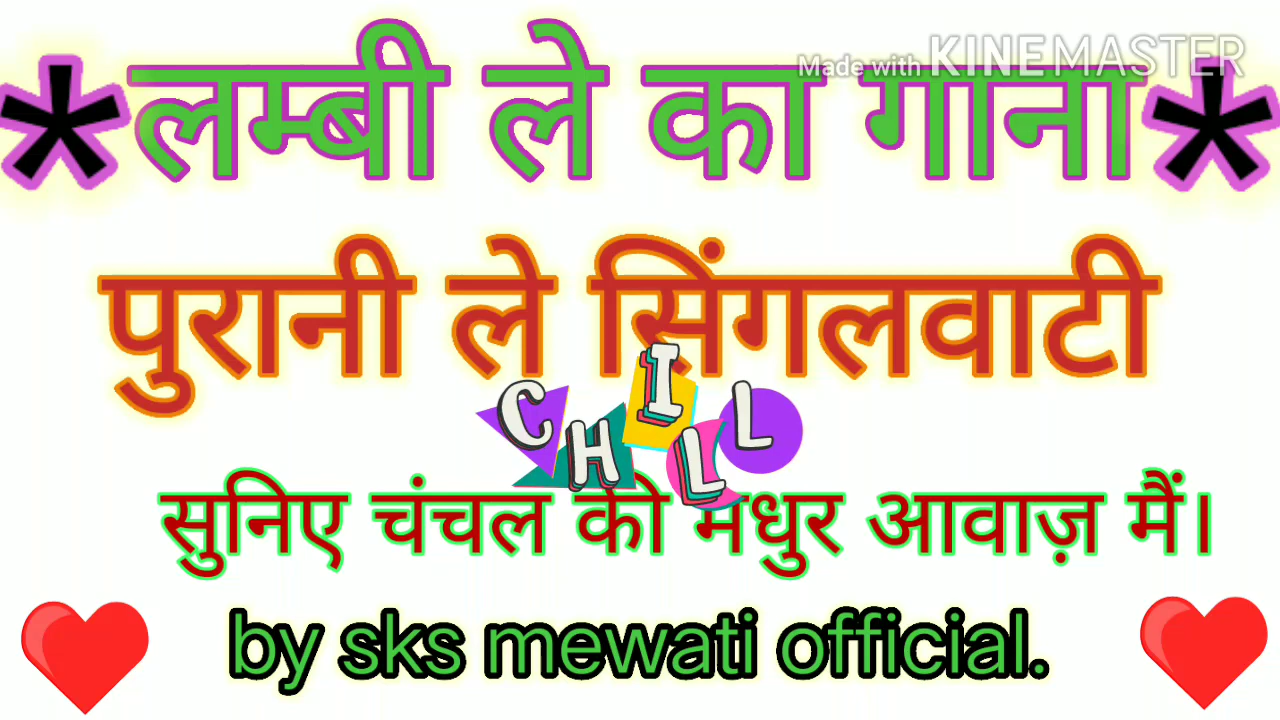 Made with KINEMASTER
*लम्बी ले का गाना*
पुरानी ले सिंगलवाटी
CHILL
सुनिए चंचल की मधुर आवाज़ मैं।
by sks mewati official.